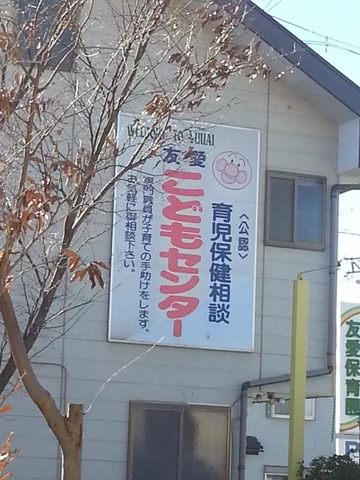 WELCOME TO YUUAI
〈公認〉
育児保健相談
友愛
こどもセンター
専門職員が子育ての手助けをします。
お気軽に御相談下さい。
友愛保育園
P